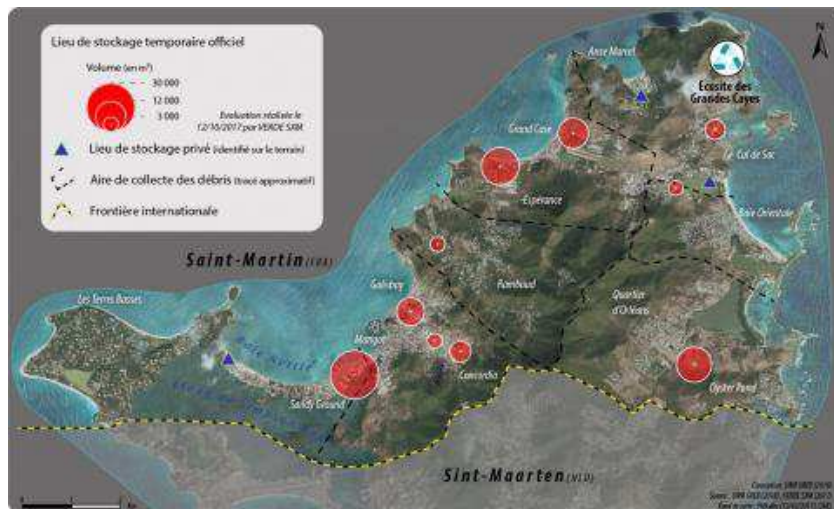 Lieu de stockage temporaire officiel
Volume (en m³)
30 000
12 000
3 000
Evaluation réalisée le
12/10/2017 par VERDE SXM
Lieu de stockage privé (identifié sur le terrain)
Aire de collecte des débris (tracé approximatif)
Frontière internationale
N
Anse Marcel
Ecosite des
Grandes Cayes
Grand Case
Cul de Sac
Espérance
Baie Orientale
Saint-Martin (FRA)
Rambaud
Galisbay
Quartier
d'Orléans
Les Terres Basses
Marigot
Concordia
Sandy Ground
Oyster Pond
Sint-Maarten (NLD)